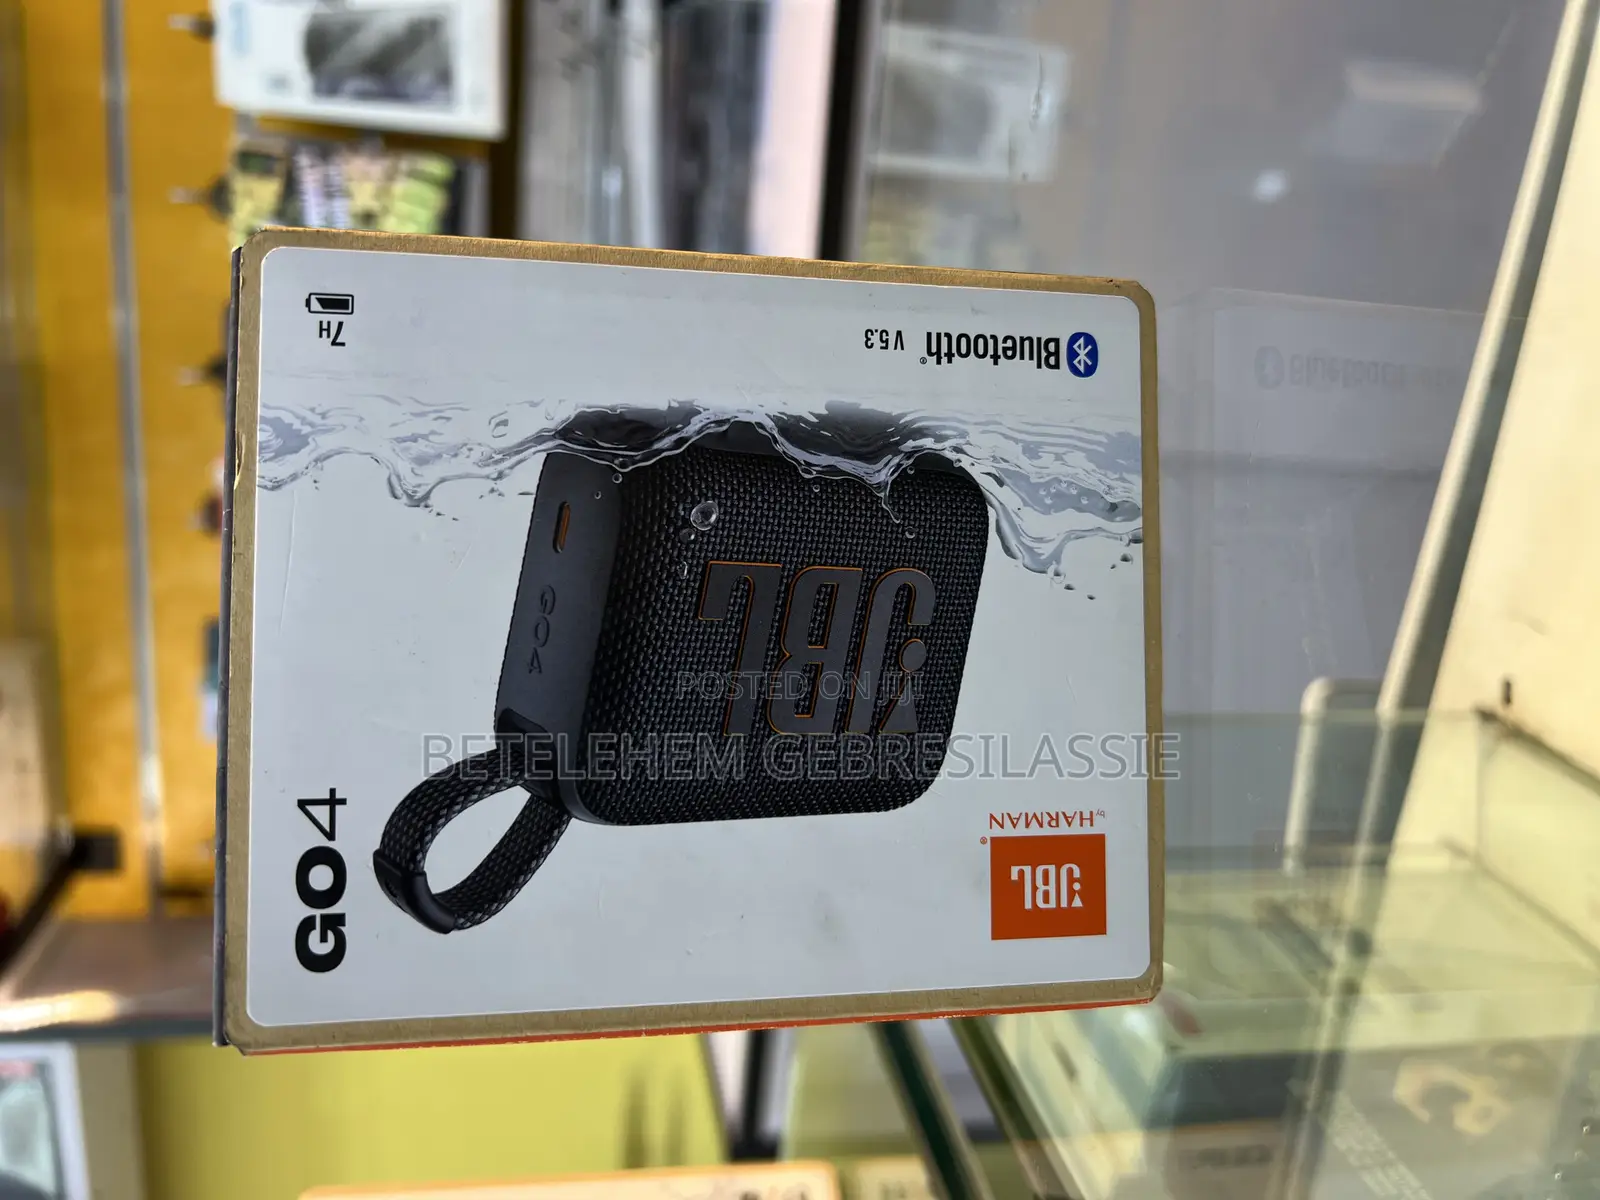 JBL
by HARMAN
GO4
JBL
GO4
Bluetooth® V5.3
7H
POSTED ON Jiji
BETELEHEM GEBRESILASSIE